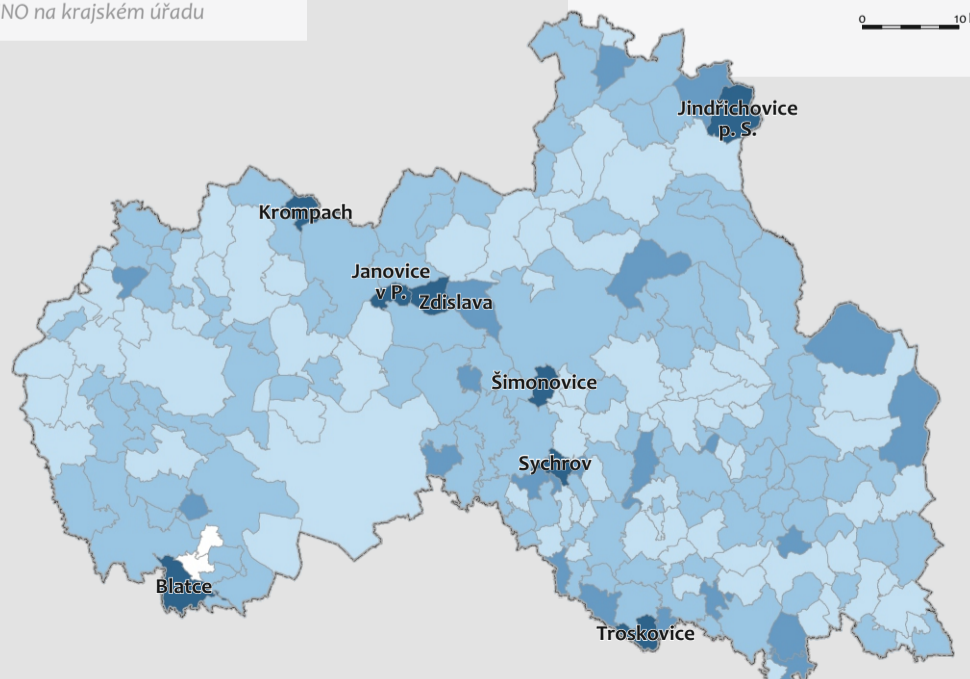 NO na krajském úřadu
0 10
Jindřichovice
p. S.
Krompach
Janovice
v P.
Zdislava
Šimonovice
Sychrov
Blatce
Troskovice